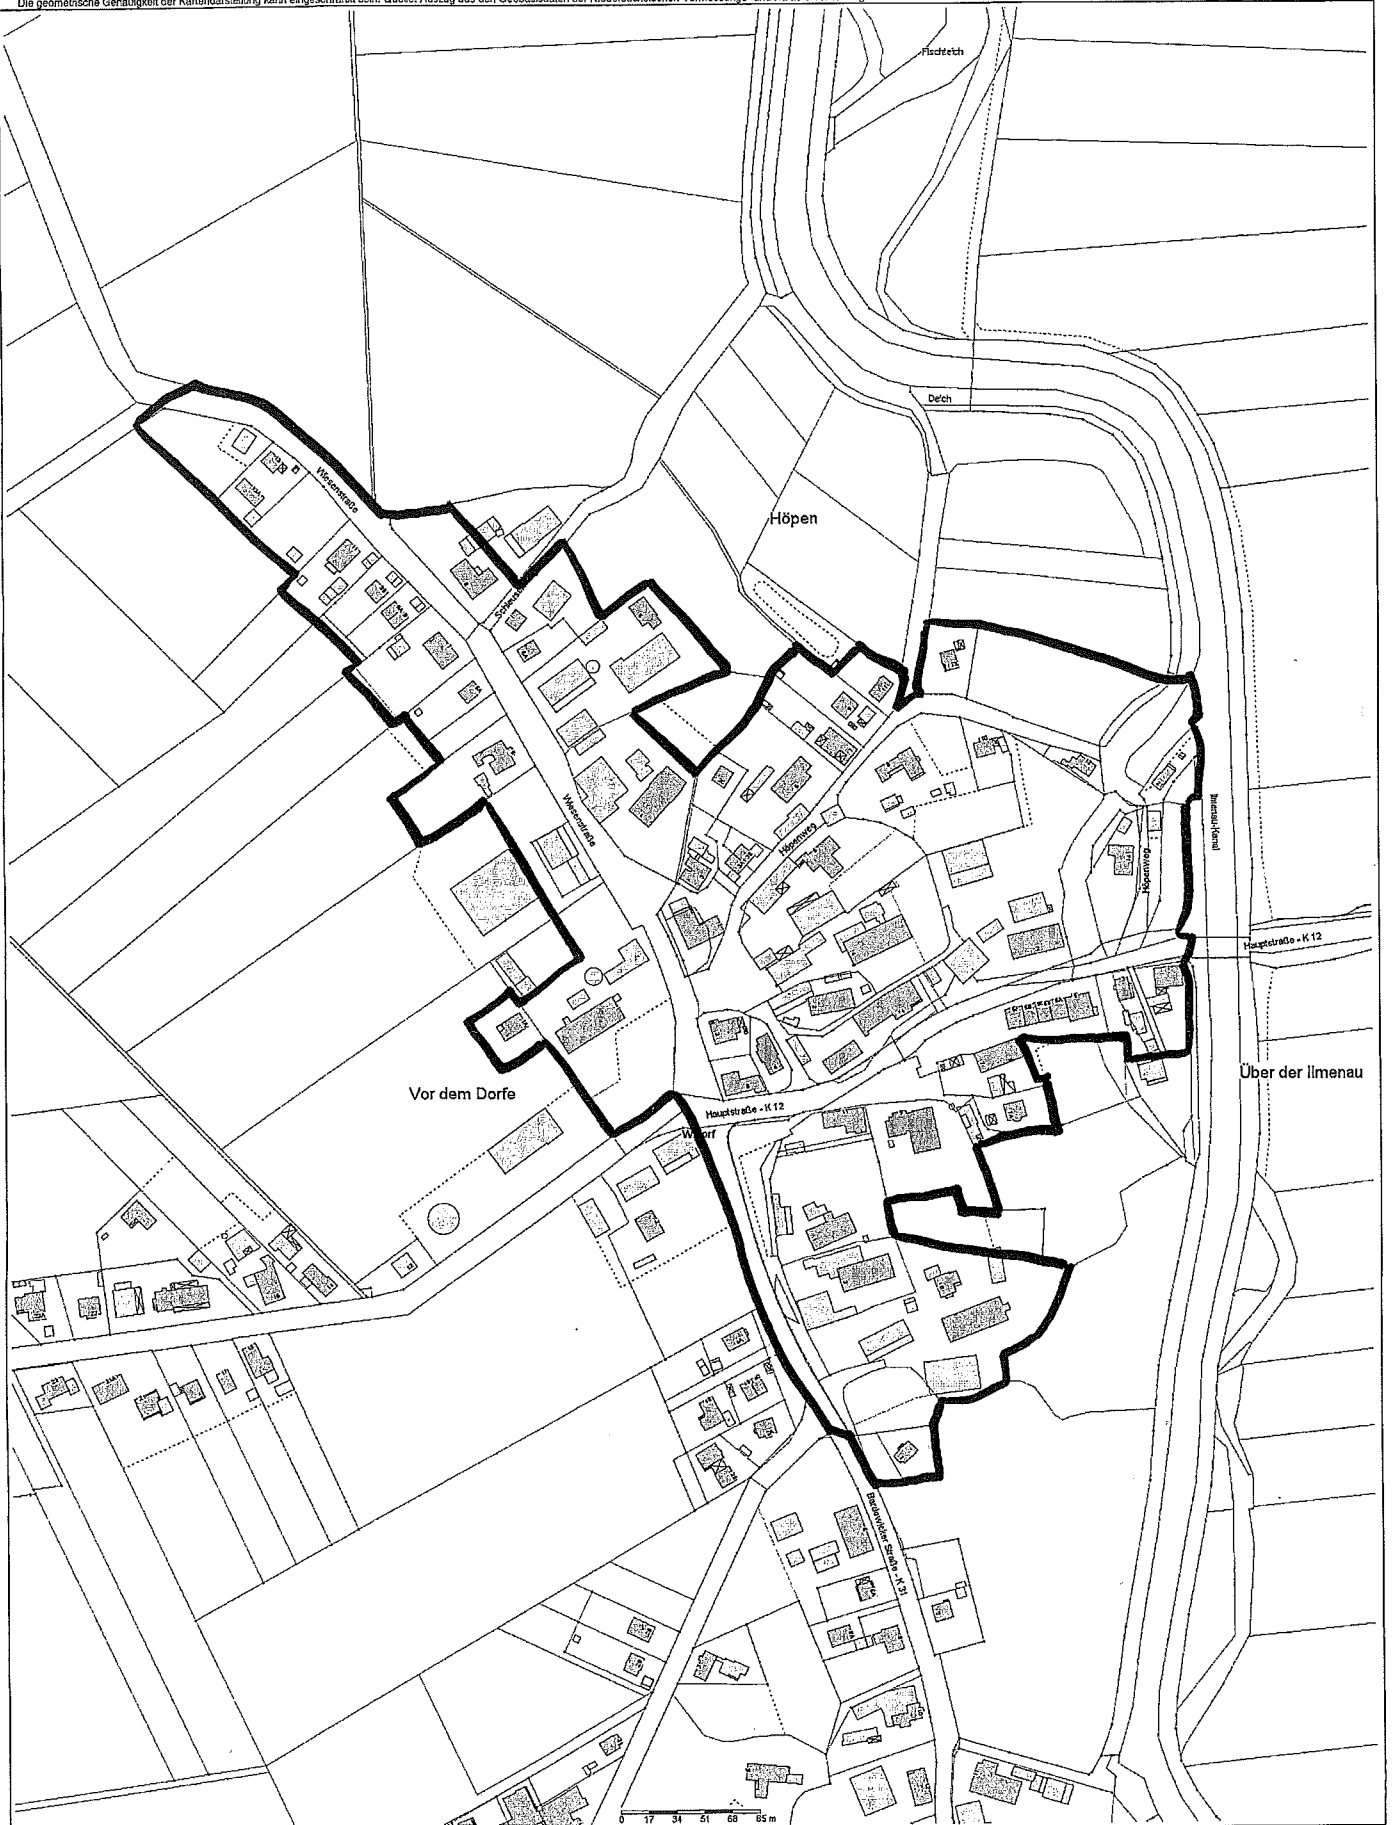 Die geometrische Genauigkeit der Kartendarstellung kann eingeschränkt sein. Quelle: Auszug aus den Geobasisdaten der Niedersächsischen Vermessungs- und
Fischteich
Deich
Wiesenstraße
Höpen
Schleus
Wiesenstraße
Höpenweg
Ilmenau-Kanal
Höpenweg
Hauptstraße - K 12
Über der Ilmenau
Vor dem Dorfe
Hauptstraße - K 12
Bardowicker Straße - K 31
0 17 34 51 68 85 m